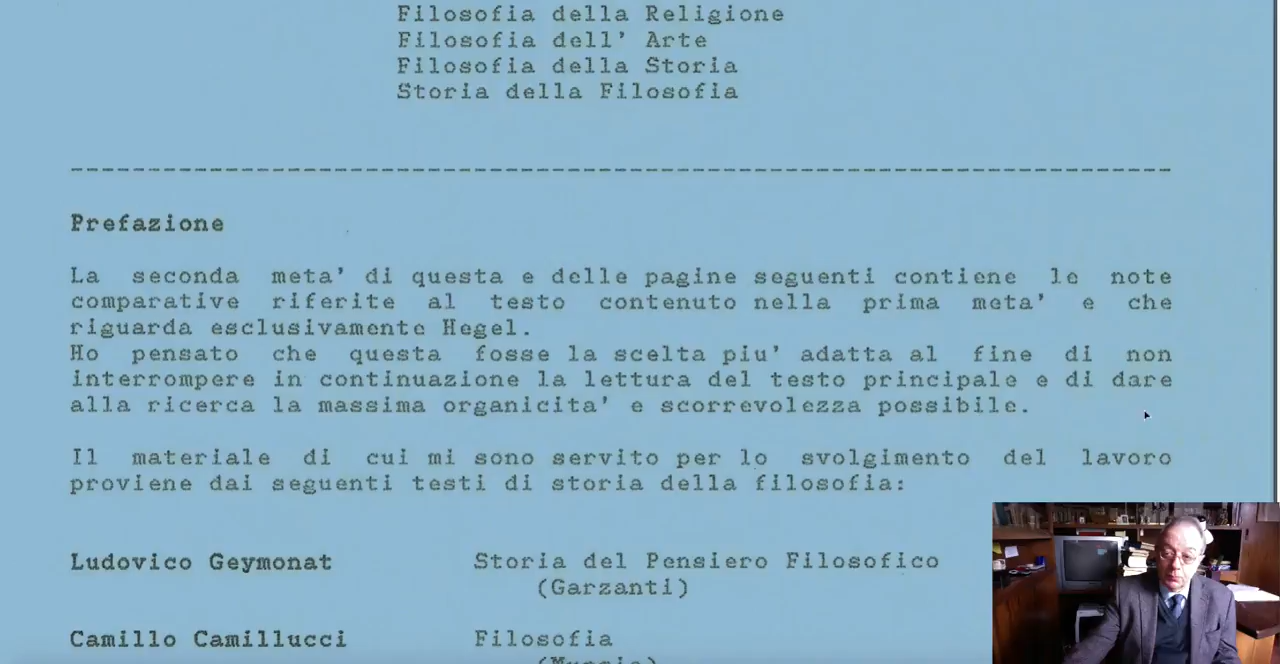 Filosofia della Religione
Filosofia dell' Arte
Filosofia della Storia
Storia della Filosofia
Prefazione
La seconda meta' di questa e delle pagine seguenti contiene le note
comparative riferite al testo contenuto nella prima meta' e che
riguarda esclusivamente Hegel.
Ho pensato che questa fosse la scelta piu' adatta al fine di non
interrompere in continuazione la lettura del testo principale e di dare
alla ricerca la massima organicita' e scorrevolezza possibile.
Il materiale di cui mi sono servito per lo svolgimento del lavoro
proviene dai seguenti testi di storia della filosofia:
Ludovico Geymonat Storia del Pensiero Filosofico
(Garzanti)
Camillo Camillucci Filosofia